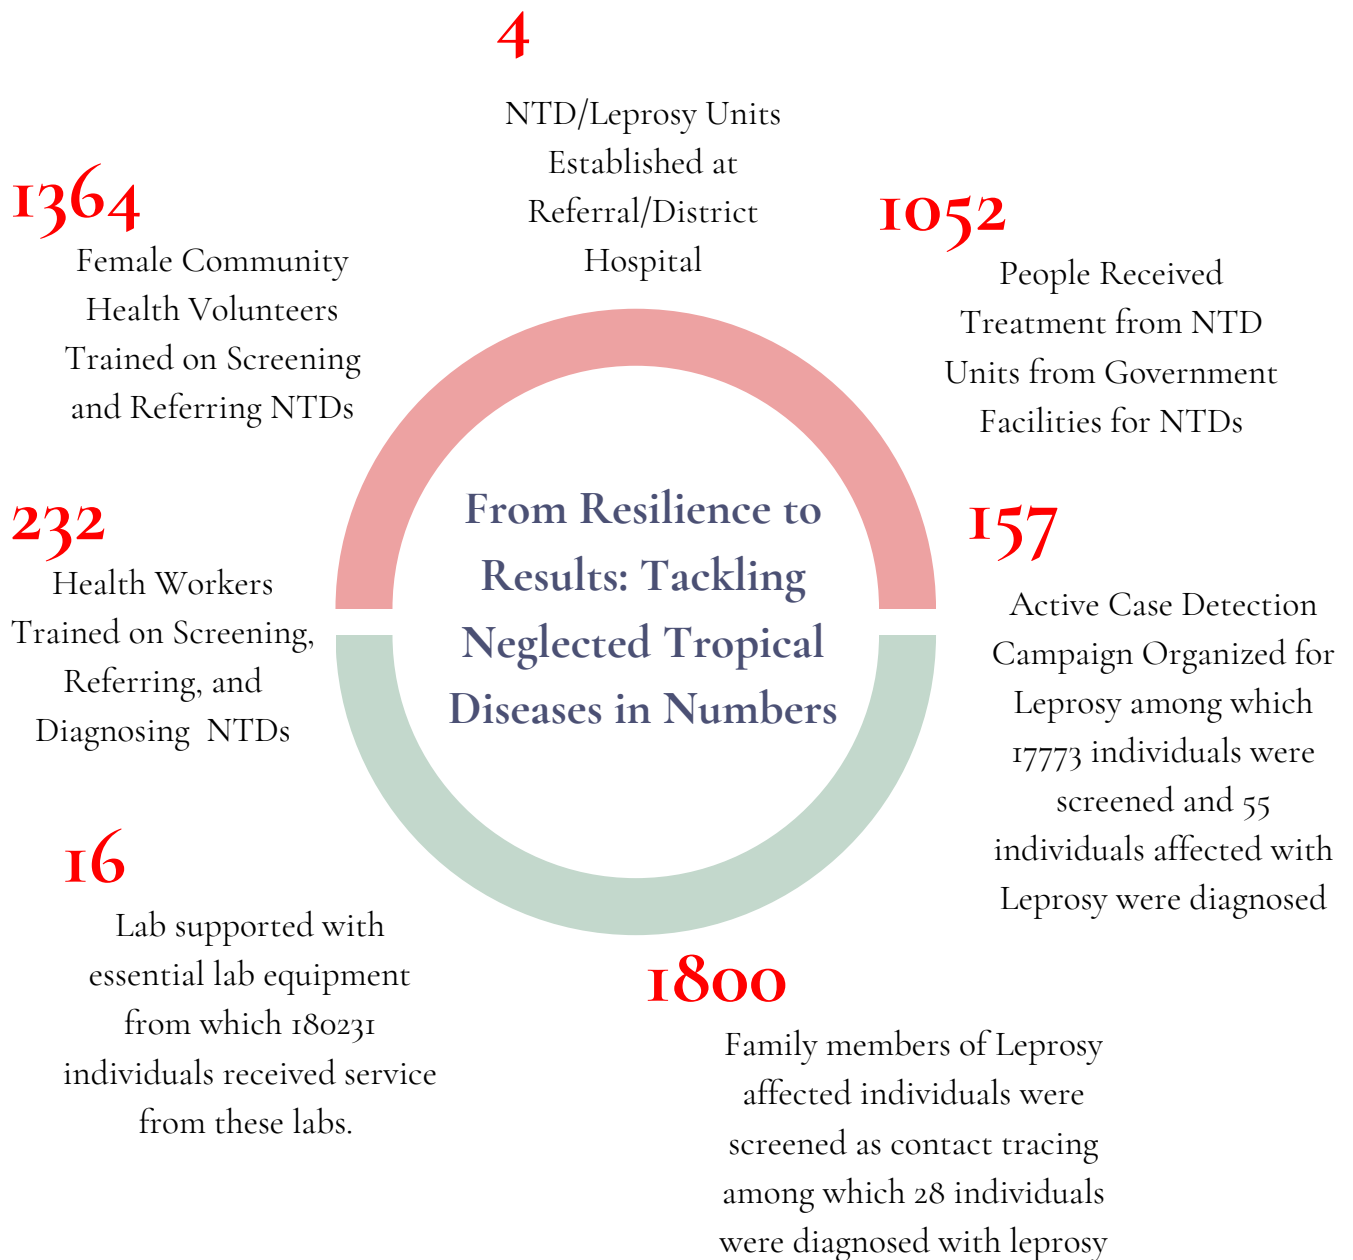 4
NTD/Leprosy Units
Established at
Referral/District
Hospital
1364
Female Community
Health Volunteers
Trained on Screening
and Referring NTDs
1052
People Received
Treatment from NTD
Units from Government
Facilities for NTDs
From Resilience to
Results: Tackling
Neglected Tropical
Diseases in Numbers
232
Health Workers
Trained on Screening,
Referring, and
Diagnosing NTDs
157
Active Case Detection
Campaign Organized for
Leprosy among which
17773 individuals were
screened and 55
individuals affected with
Leprosy were diagnosed
16
Lab supported with
essential lab equipment
from which 180231
individuals received service
from these labs.
1800
Family members of Leprosy
affected individuals were
screened as contact tracing
among which 28 individuals
were diagnosed with leprosy